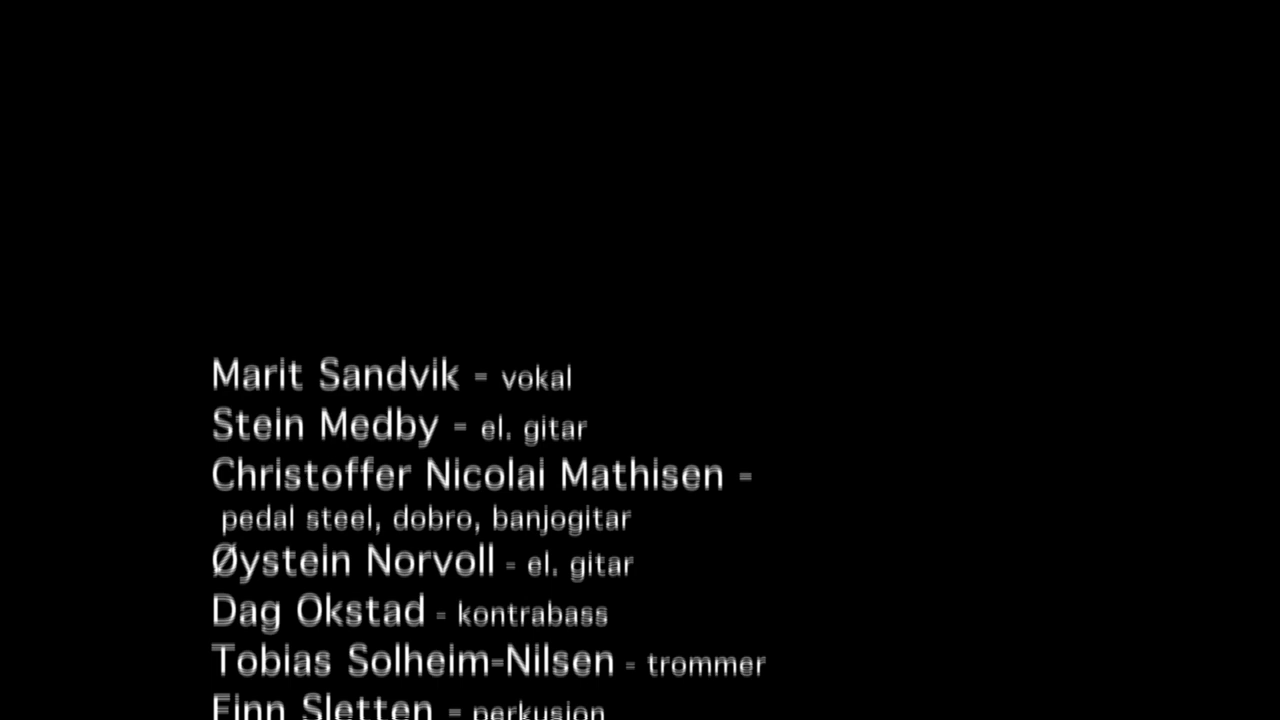 Marit Sandvik - vokal
Stein Medby - el. gitar
Christoffer Nicolai Mathisen -
pedal steel, dobro, banjogitar
Øystein Norvoll - el. gitar
Dag Okstad - kontrabass
Tobias Solheim-Nilsen - trommer
Finn Sletten - perkusjon